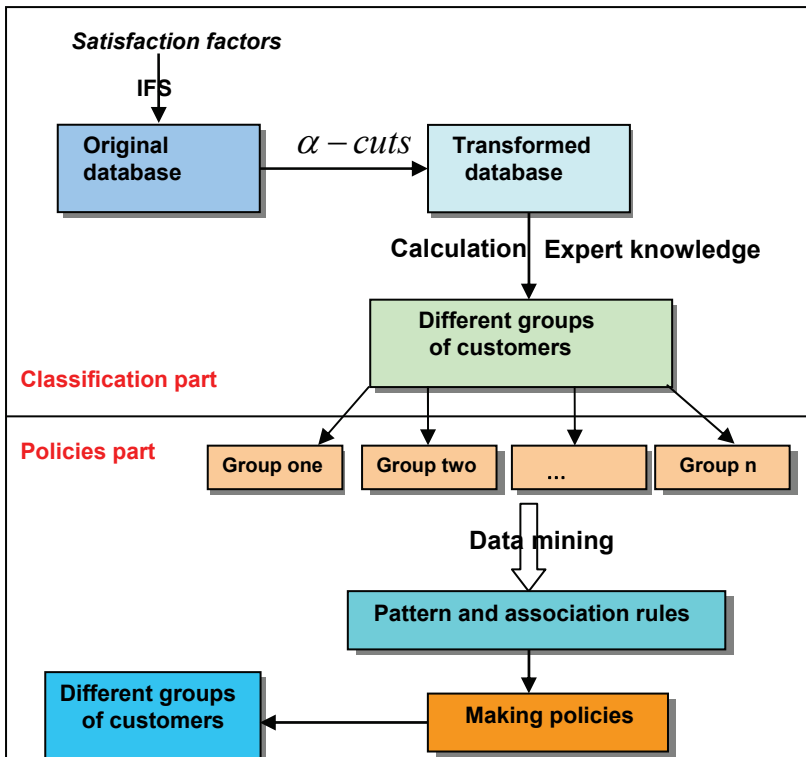 Satisfaction factors
IFS
Original
database
α – cuts
Transformed
database
Calculation
Expert knowledge
Different groups
of customers
Classification part
Policies part
Group one
Group two
...
Group n
Data mining
Pattern and association rules
Different groups
of customers
Making policies